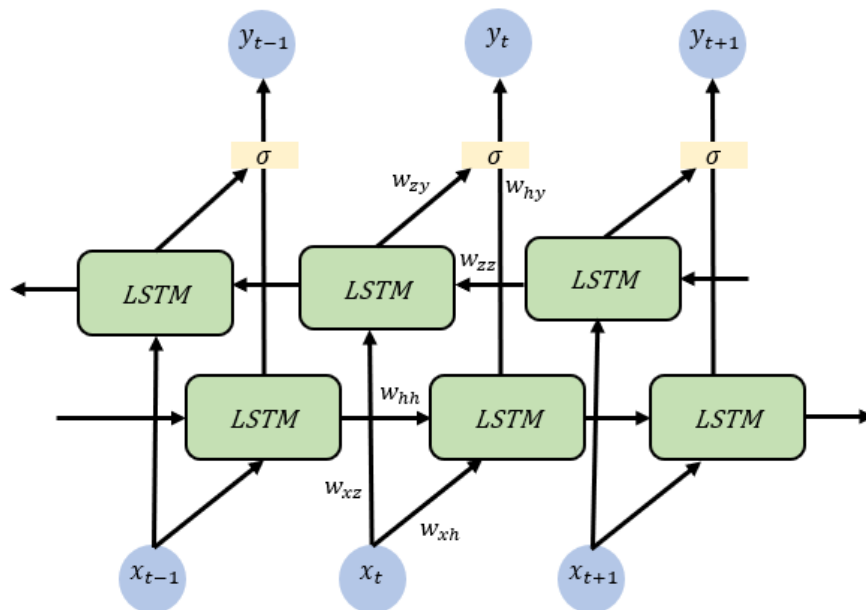 y_{t-1} y_t y_{t+1}
σ σ σ
w_{zy} w_{hy}
w_{zz}
LSTM LSTM LSTM
w_{hh}
LSTM LSTM LSTM
w_{xz}
w_{xh}
x_{t-1} x_t x_{t+1}